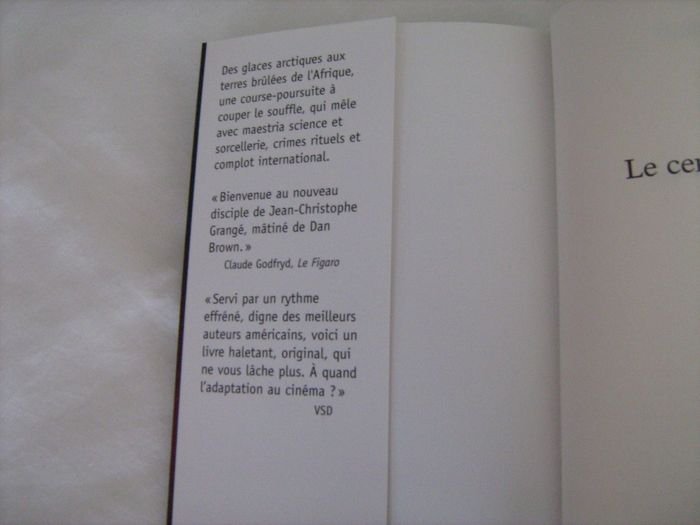 Des glaces arctiques aux
terres brûlées de l'Afrique,
une course-poursuite à
couper le souffle, qui mêle
avec maestria science et
sorcellerie, crimes rituels et
complot international.
« Bienvenue au nouveau
disciple de Jean-Christophe
Grangé, mâtiné de Dan
Brown. »
Claude Godfryd, Le Figaro
« Servi par un rythme
effréné, digne des meilleurs
auteurs américains, voici un
livre haletant, original, qui
ne vous lâche plus. À quand
l'adaptation au cinéma ? »
VSD
Le